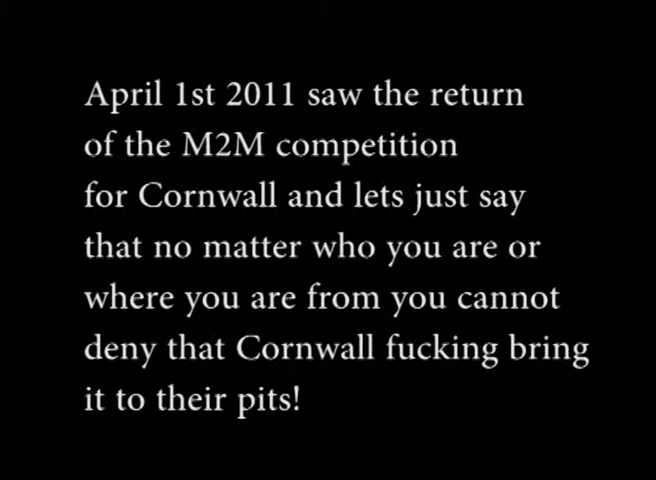 April 1st 2011 saw the return
of the M2M competition
for Cornwall and lets just say
that no matter who you are or
where you are from you cannot
deny that Cornwall fucking bring
it to their pits!